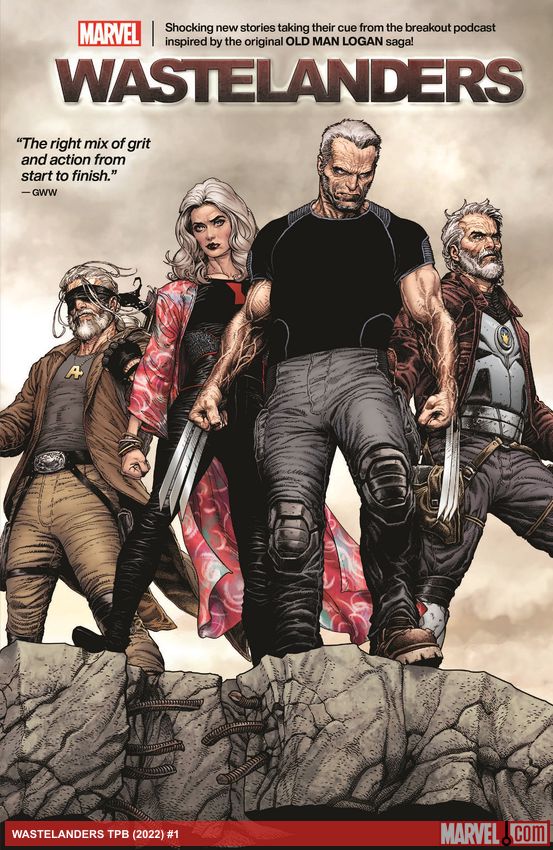 MARVEL
Shocking new stories taking their cue from the breakout podcast
inspired by the original OLD MAN LOGAN saga!
WASTELANDERS
“The right mix of grit
and action from
start to finish.”
— GWW
A
WASTELANDERS TPB (2022) #1
MARVEL.com